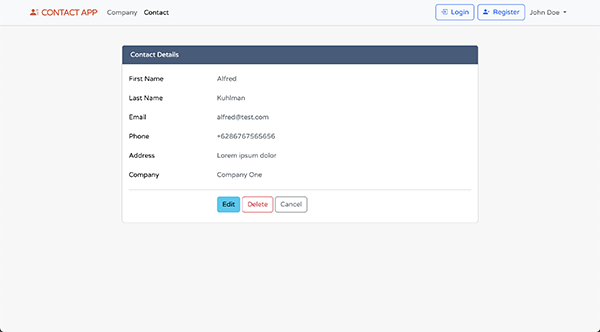 CONTACT APP Company Contact Login Register John Doe
Contact Details
First Name Alfred
Last Name Kuhlman
Email alfred@test.com
Phone +6286767565656
Address Lorem ipsum dolor
Company Company One
Edit Delete Cancel